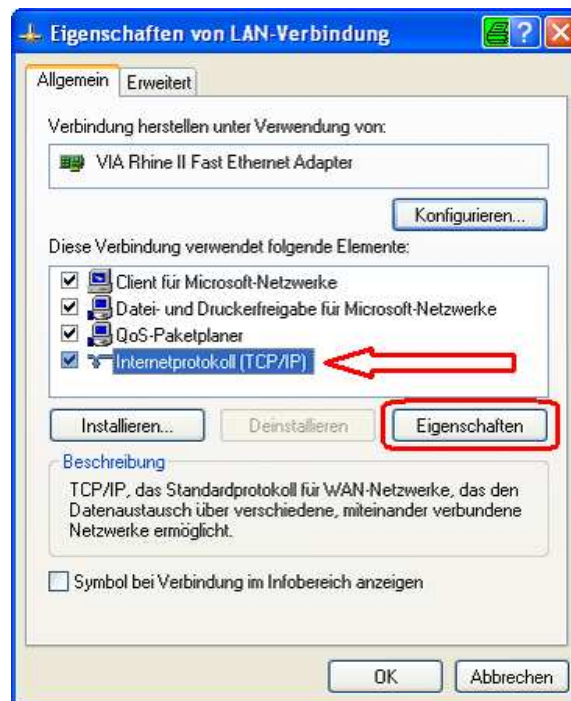 Eigenschaften von LAN-Verbindung
Allgemein
Erweitert
Verbindung herstellen unter Verwendung von:
VIA Rhine II Fast Ethernet Adapter
Konfigurieren...
Diese Verbindung verwendet folgende Elemente:
Client für Microsoft-Netzwerke
Datei- und Druckerfreigabe für Microsoft-Netzwerke
QoS-Paketplaner
Internetprotokoll (TCP/IP)
Installieren...
Deinstallieren
Eigenschaften
Beschreibung
TCP/IP, das Standardprotokoll für WAN-Netzwerke, das den
Datenaustausch über verschiedene, miteinander verbundene
Netzwerke ermöglicht.
Symbol bei Verbindung im Infobereich anzeigen
OK
Abbrechen